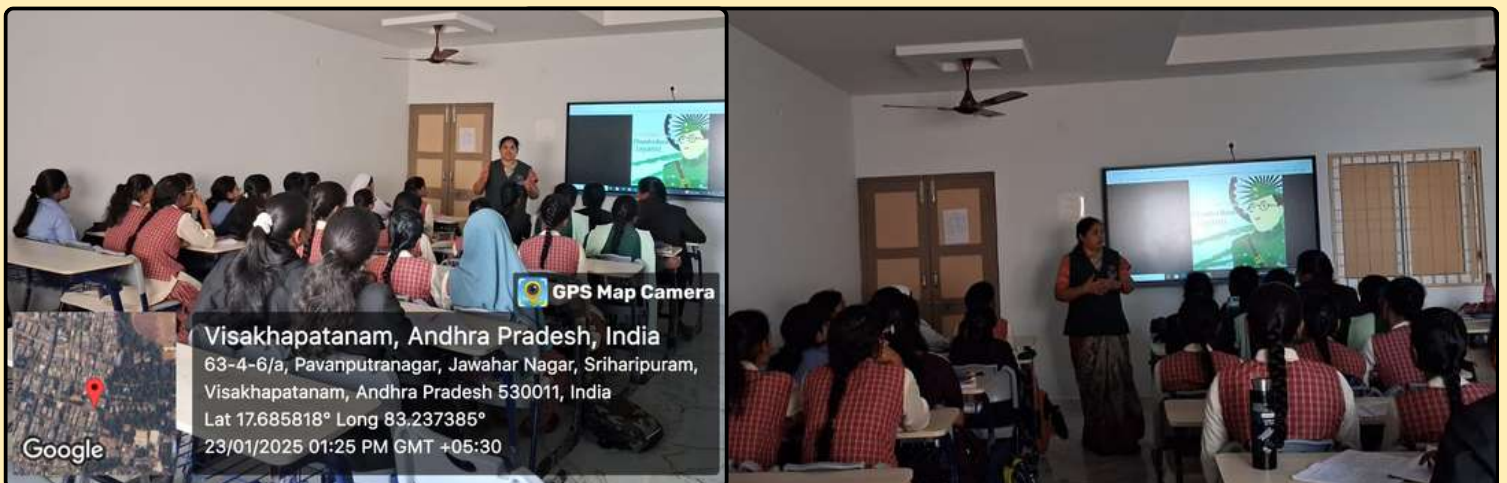 GPS Map Camera
Visakhapatanam, Andhra Pradesh, India
63-4-6/a, Pavanputranagar, Jawahar Nagar, Sriharipuram,
Visakhapatanam, Andhra Pradesh 530011, India
Lat 17.685818° Long 83.237385°
23/01/2025 01:25 PM GMT +05:30
Google